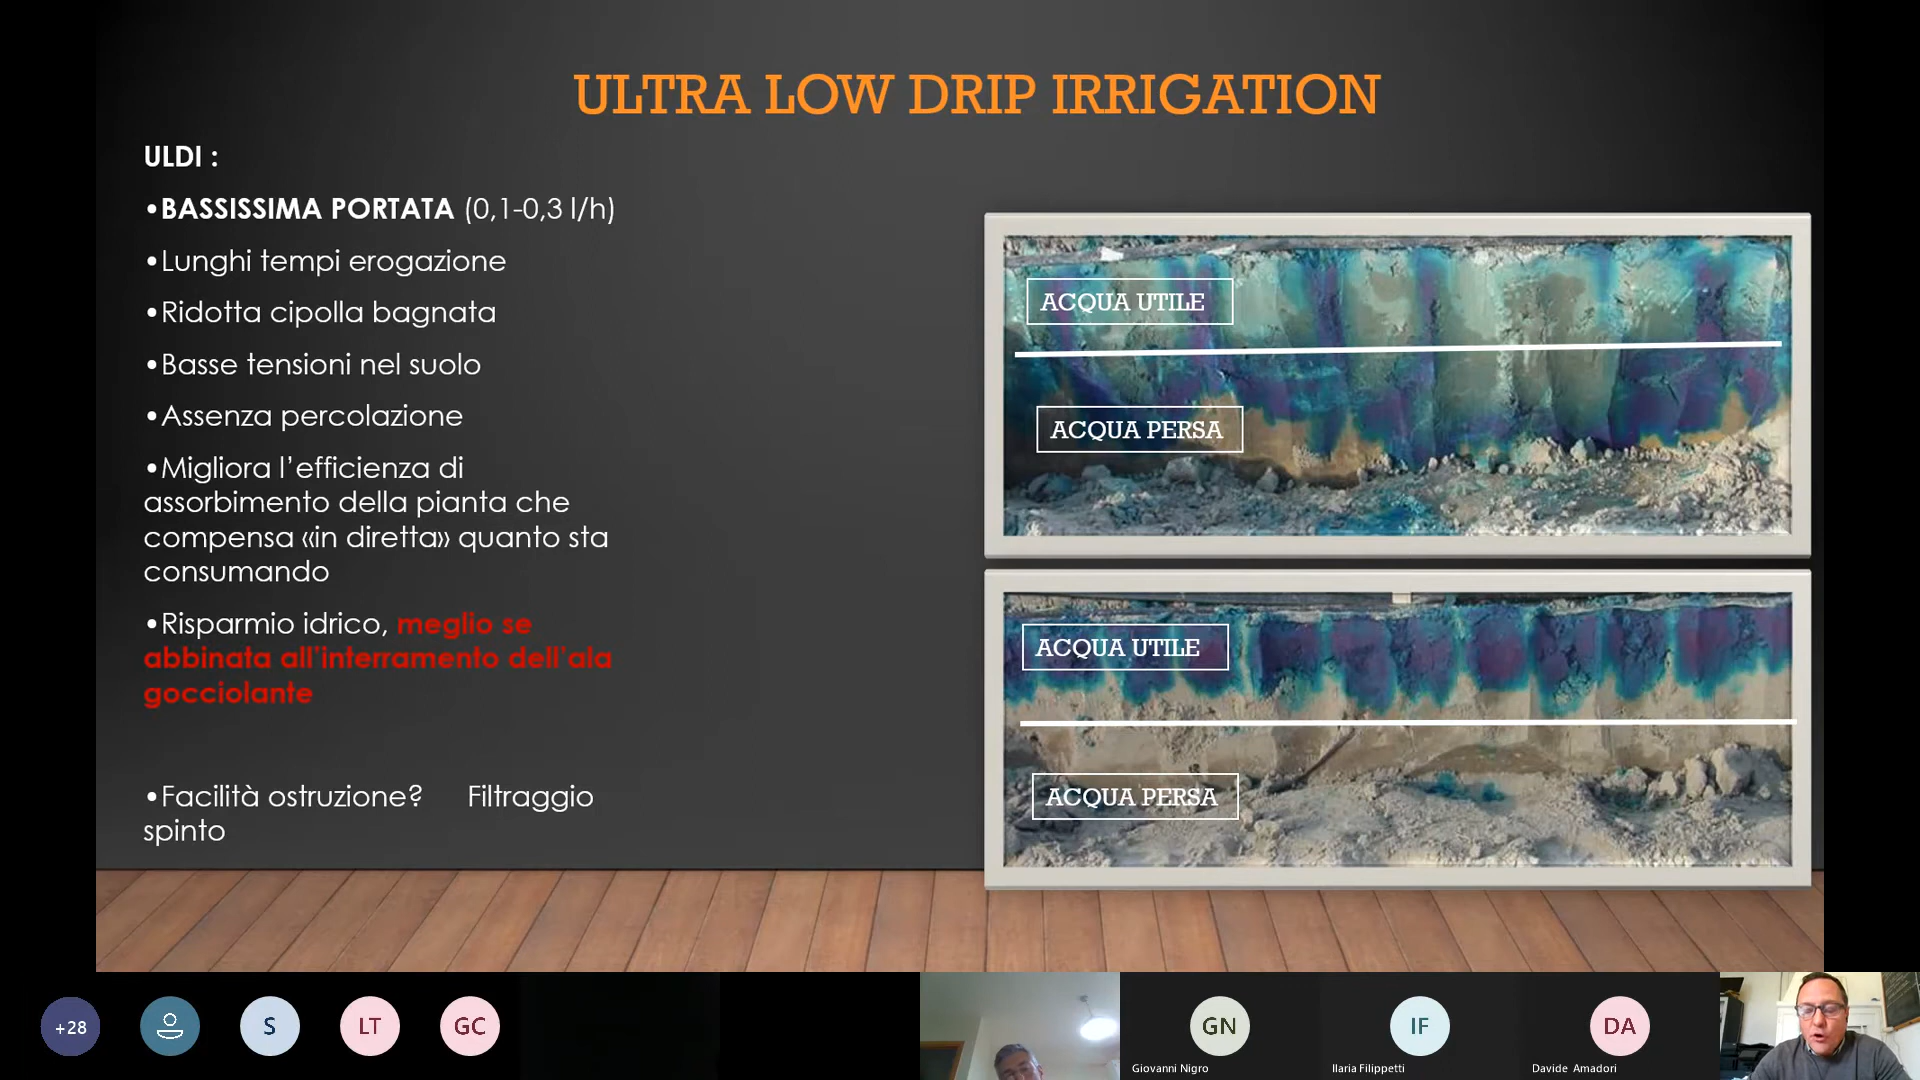 ULTRA LOW DRIP IRRIGATION
ULDI :
•BASSISSIMA PORTATA (0,1-0,3 l/h)
•Lunghi tempi erogazione
•Ridotta cipolla bagnata
•Basse tensioni nel suolo
•Assenza percolazione
•Migliora l’efficienza di
assorbimento della pianta che
compensa «in diretta» quanto sta
consumando
•Risparmio idrico, meglio se
abbinata all’interramento dell’ala
gocciolante
•Facilità ostruzione? Filtraggio
spinto
ACQUA UTILE
ACQUA PERSA
ACQUA UTILE
ACQUA PERSA
+28
S
LT
GC
GN
Giovanni Nigro
IF
Ilaria Filippetti
DA
Davide Amadori